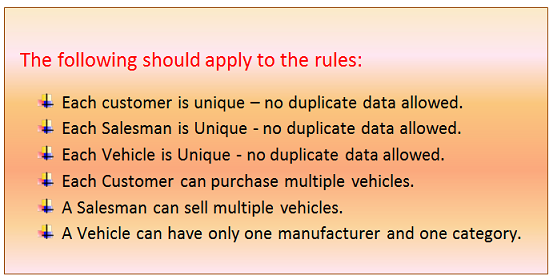 The following should apply to the rules:
Each customer is unique – no duplicate data allowed.
Each Salesman is Unique - no duplicate data allowed.
Each Vehicle is Unique - no duplicate data allowed.
Each Customer can purchase multiple vehicles.
A Salesman can sell multiple vehicles.
A Vehicle can have only one manufacturer and one category.